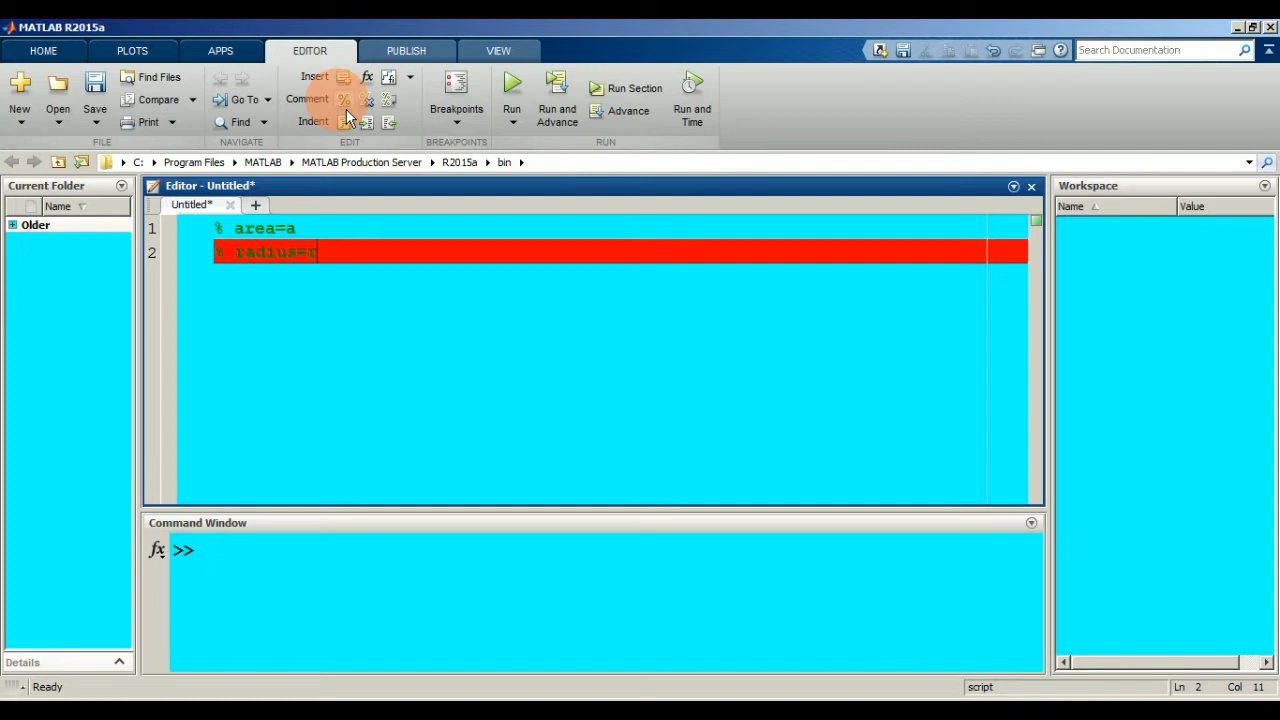 MATLAB R2015a
HOME PLOTS APPS EDITOR PUBLISH VIEW
Search Documentation
New Open Save
Find Files
Compare
Print
FILE
Go To
Find
NAVIGATE
Insert fx
Comment %
Indent
EDIT
Breakpoints
BREAKPOINTS
Run
Run and Advance
Run Section
Advance
Run and Time
RUN
C: Program Files MATLAB MATLAB Production Server R2015a bin
Current Folder
Name
Older
Details
Editor - Untitled*
Untitled*
1 % area=a
2 % radius=r
Command Window
fx >>
Workspace
Name Value
Ready
script Ln 2 Col 11